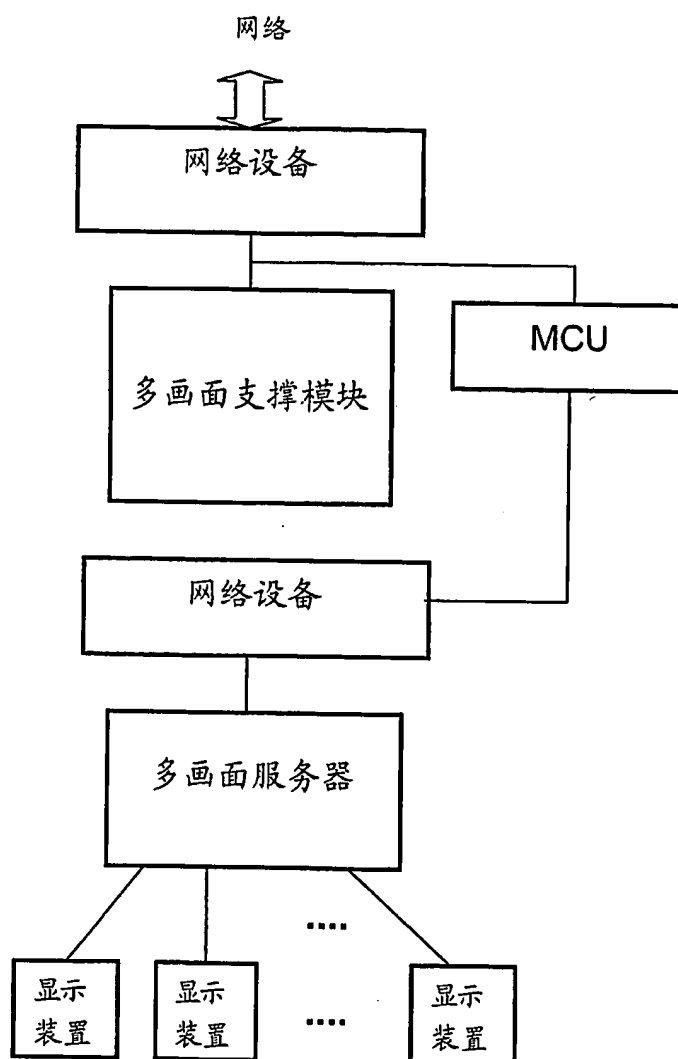 网络
网络设备
MCU
多画面支撑模块
网络设备
多画面服务器
....
显示
装置
显示
装置
....
显示
装置